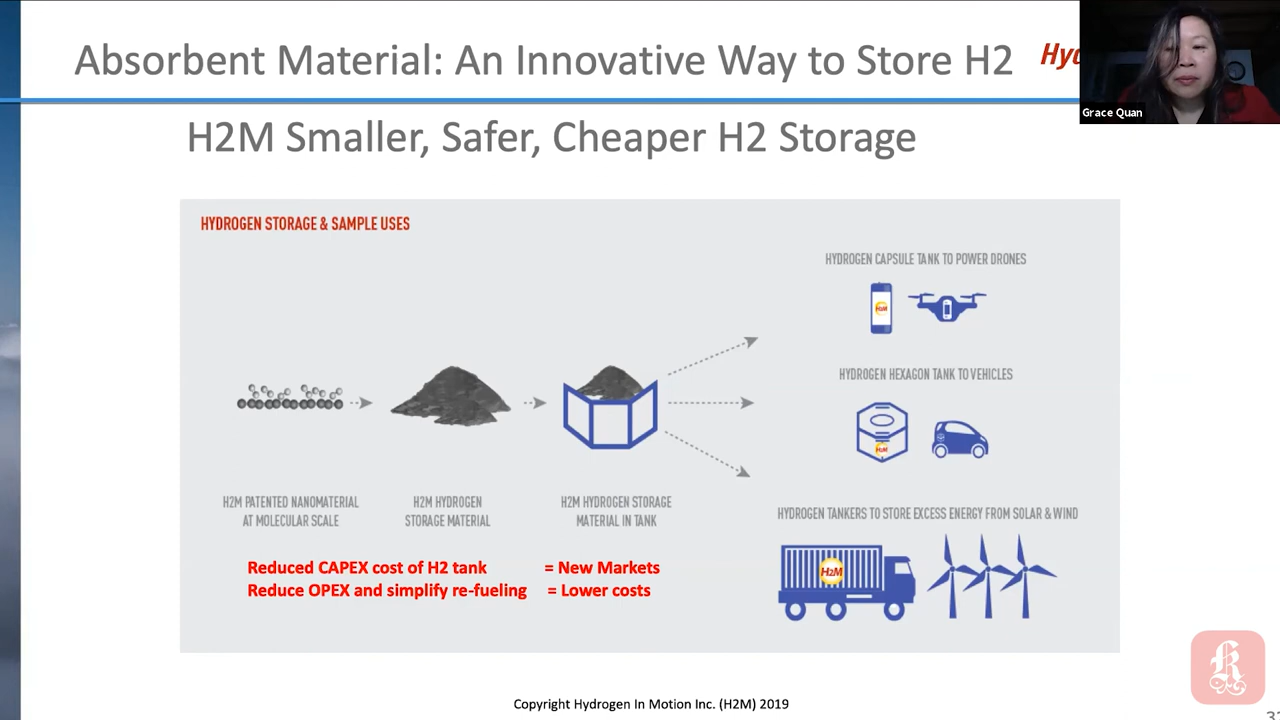 Absorbent Material: An Innovative Way to Store H2
Hyd
Grace Quan
H2M Smaller, Safer, Cheaper H2 Storage
HYDROGEN STORAGE & SAMPLE USES
HYDROGEN CAPSULE TANK TO POWER DRONES
H2M
HYDROGEN HEXAGON TANK TO VEHICLES
H2M
H2M PATENTED NANOMATERIAL
AT MOLECULAR SCALE
H2M HYDROGEN
STORAGE MATERIAL
H2M HYDROGEN STORAGE
MATERIAL IN TANK
HYDROGEN TANKERS TO STORE EXCESS ENERGY FROM SOLAR & WIND
H2M
Reduced CAPEX cost of H2 tank = New Markets
Reduce OPEX and simplify re-fueling = Lower costs
Copyright Hydrogen In Motion Inc. (H2M) 2019